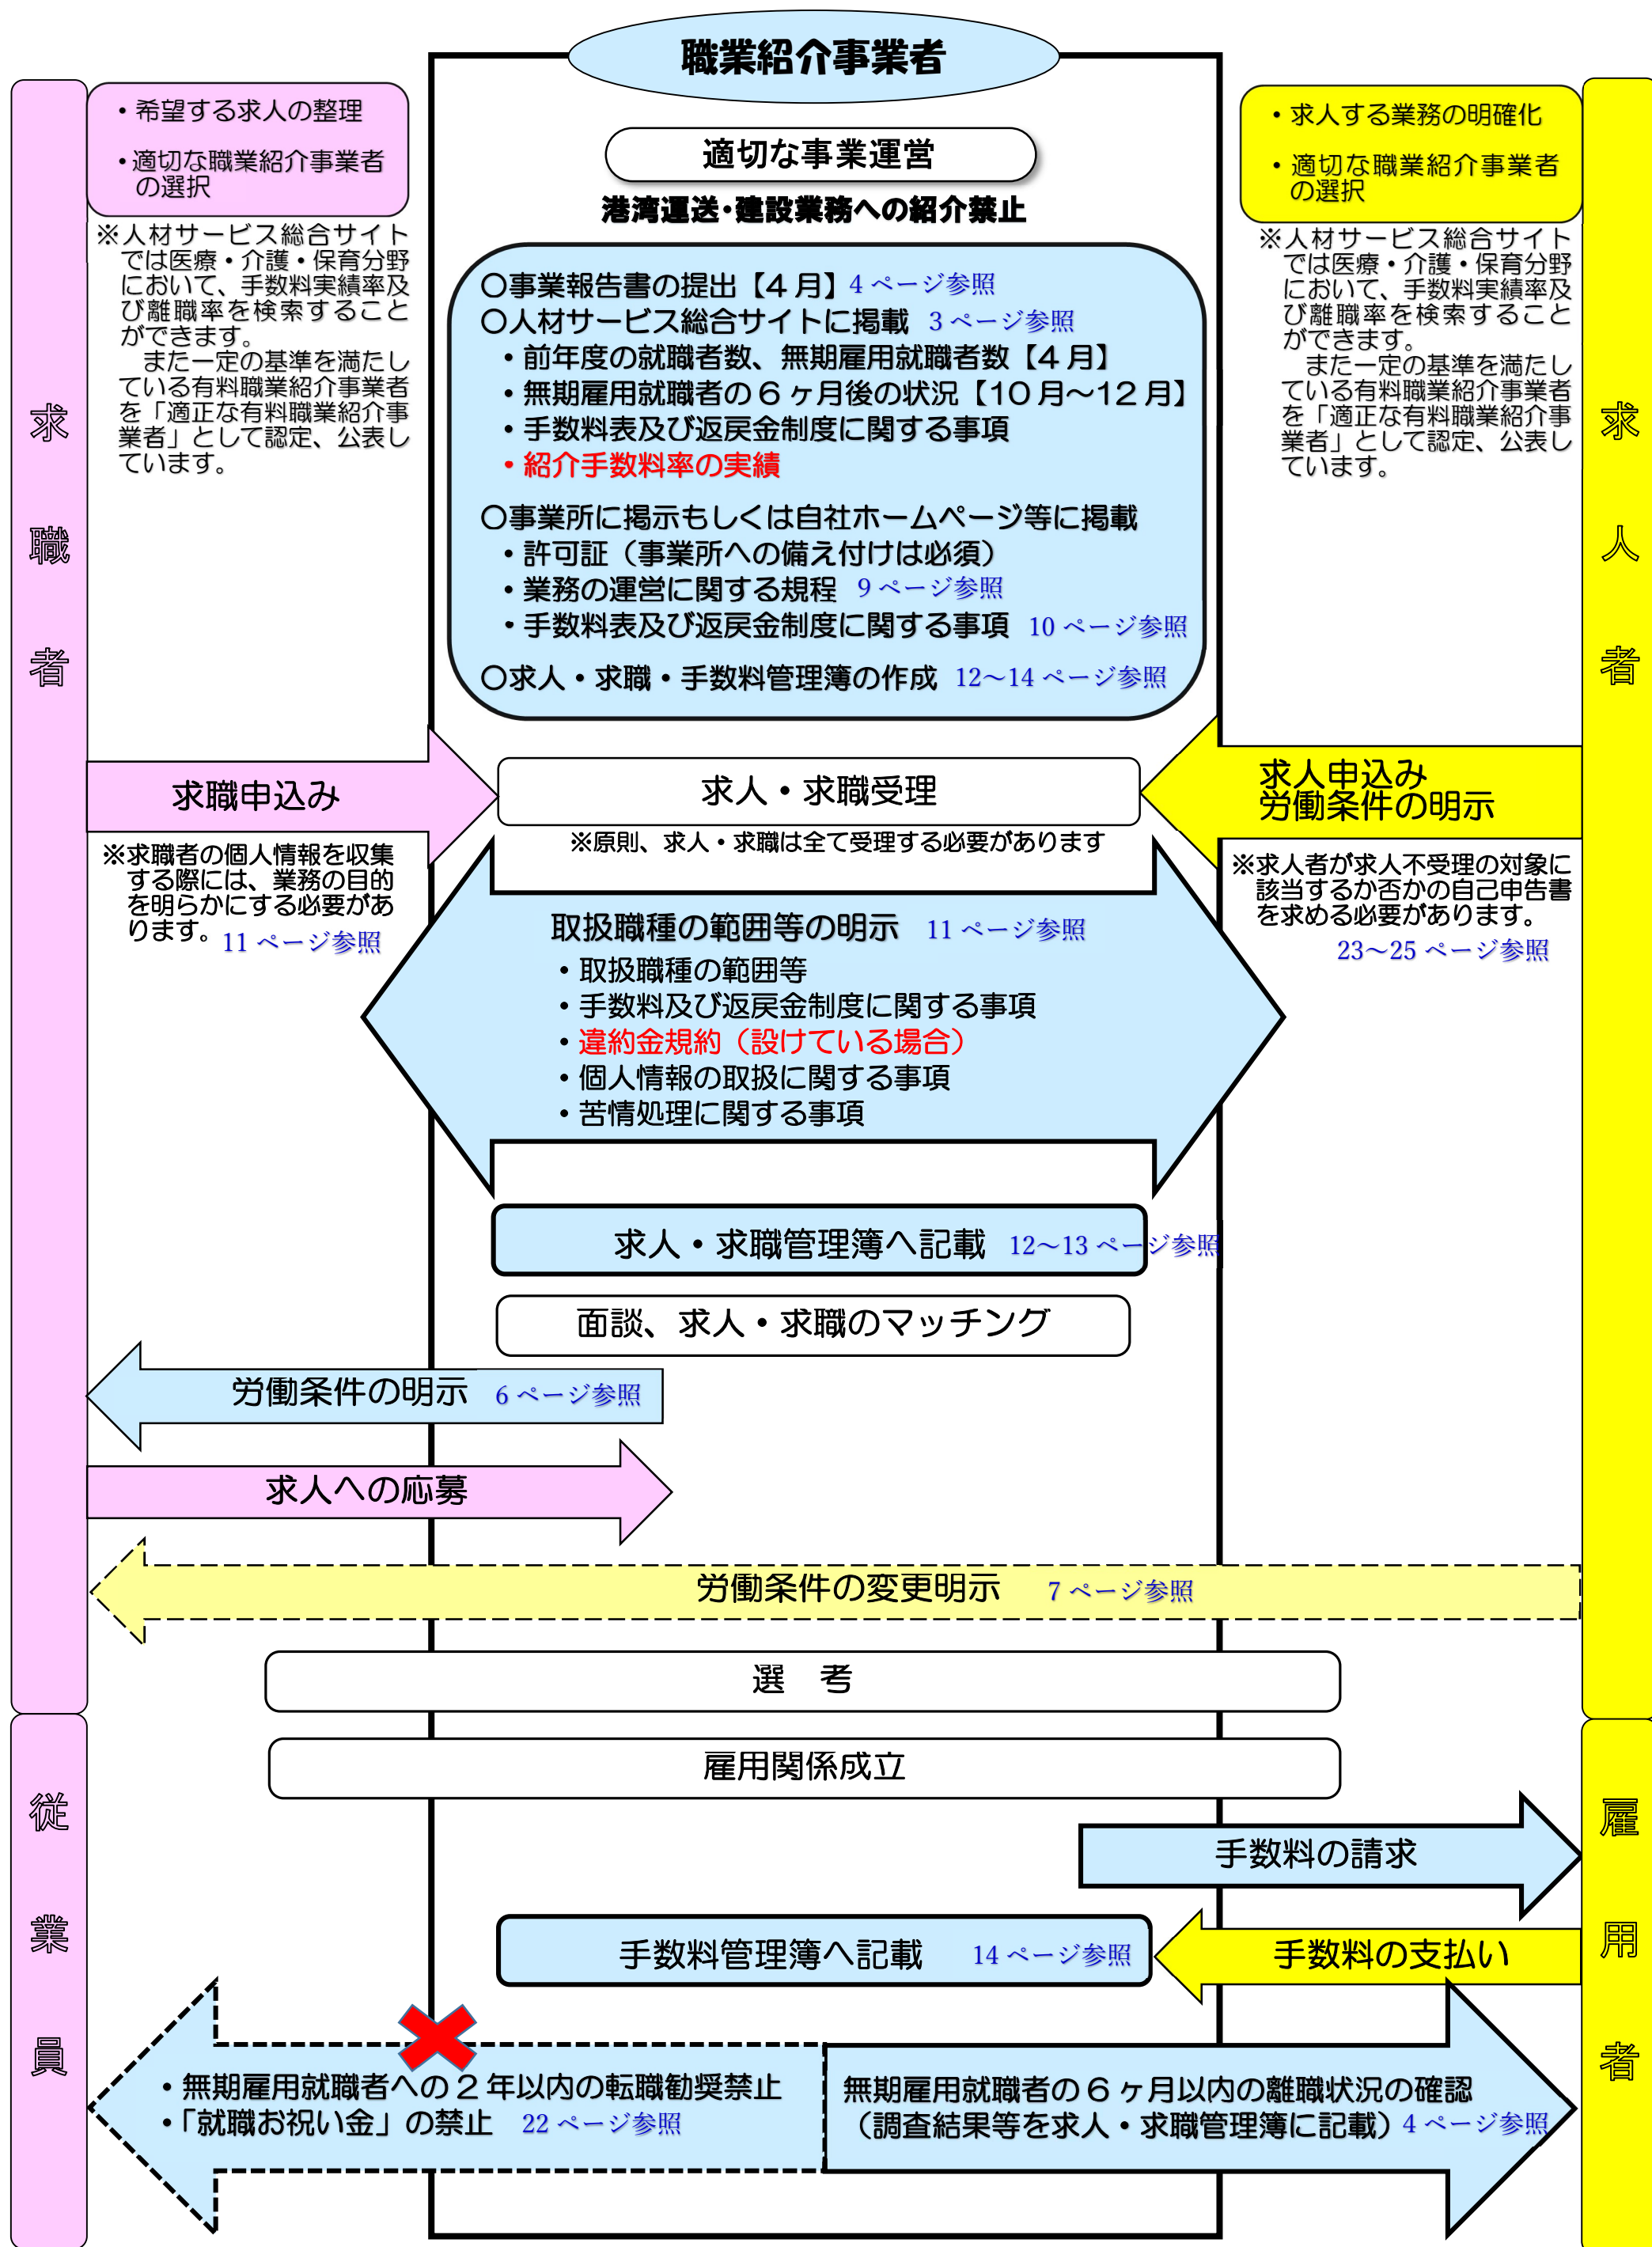 職業紹介事業者
求職者
・希望する求人の整理
・適切な職業紹介事業者
の選択
※人材サービス総合サイト
では医療・介護・保育分野
において、手数料実績率及
び離職率を検索すること
ができます。
また一定の基準を満たし
ている有料職業紹介事業者
を「適正な有料職業紹介事
業者」として認定、公表し
ています。
適切な事業運営
港湾運送・建設業務への紹介禁止
〇事業報告書の提出【4月】4ページ参照
〇人材サービス総合サイトに掲載 3ページ参照
・前年度の就職者数、無期雇用就職者数【4月】
・無期雇用就職者の6ヶ月後の状況【10月～12月】
・手数料表及び返戻金制度に関する事項
・紹介手数料率の実績
〇事業所に掲示もしくは自社ホームページ等に掲載
・許可証（事業所への備え付けは必須）
・業務の運営に関する規程 9ページ参照
・手数料表及び返戻金制度に関する事項 10ページ参照
〇求人・求職・手数料管理簿の作成 12～14ページ参照
・求人する業務の明確化
・適切な職業紹介事業者
の選択
※人材サービス総合サイト
では医療・介護・保育分野
において、手数料実績率及
び離職率を検索すること
ができます。
また一定の基準を満たし
ている有料職業紹介事業者
を「適正な有料職業紹介事
業者」として認定、公表し
ています。
求人者
求職申込み
求人・求職受理
求人申込み
労働条件の明示
※原則、求人・求職は全て受理する必要があります
※求職者の個人情報を収集
する際には、業務の目的
を明らかにする必要があ
ります。11ページ参照
※求人者が求人不受理の対象に
該当するか否かの自己申告書
を求める必要があります。
23～25ページ参照
取扱職種の範囲等の明示 11ページ参照
・取扱職種の範囲等
・手数料及び返戻金制度に関する事項
・違約金規約（設けている場合）
・個人情報の取扱に関する事項
・苦情処理に関する事項
求人・求職管理簿へ記載 12～13ページ参照
面談、求人・求職のマッチング
労働条件の明示 6ページ参照
求人への応募
労働条件の変更明示 7ページ参照
選 考
雇用関係成立
従業員
雇用者
手数料の請求
手数料管理簿へ記載 14ページ参照
手数料の支払い
・無期雇用就職者への2年以内の転職勧奨禁止
・「就職お祝い金」の禁止 22ページ参照
無期雇用就職者の6ヶ月以内の離職状況の確認
（調査結果等を求人・求職管理簿に記載）4ページ参照